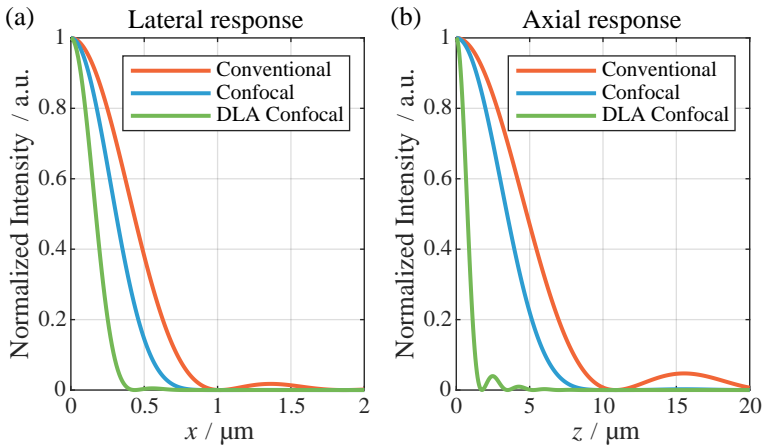 (a) Lateral response
Normalized Intensity / a.u.
1
0.8
0.6
0.4
0.2
0
Conventional
Confocal
DLA Confocal
0 0.5 1 1.5 2
x / μm
(b) Axial response
Normalized Intensity / a.u.
1
0.8
0.6
0.4
0.2
0
Conventional
Confocal
DLA Confocal
0 5 10 15 20
z / μm